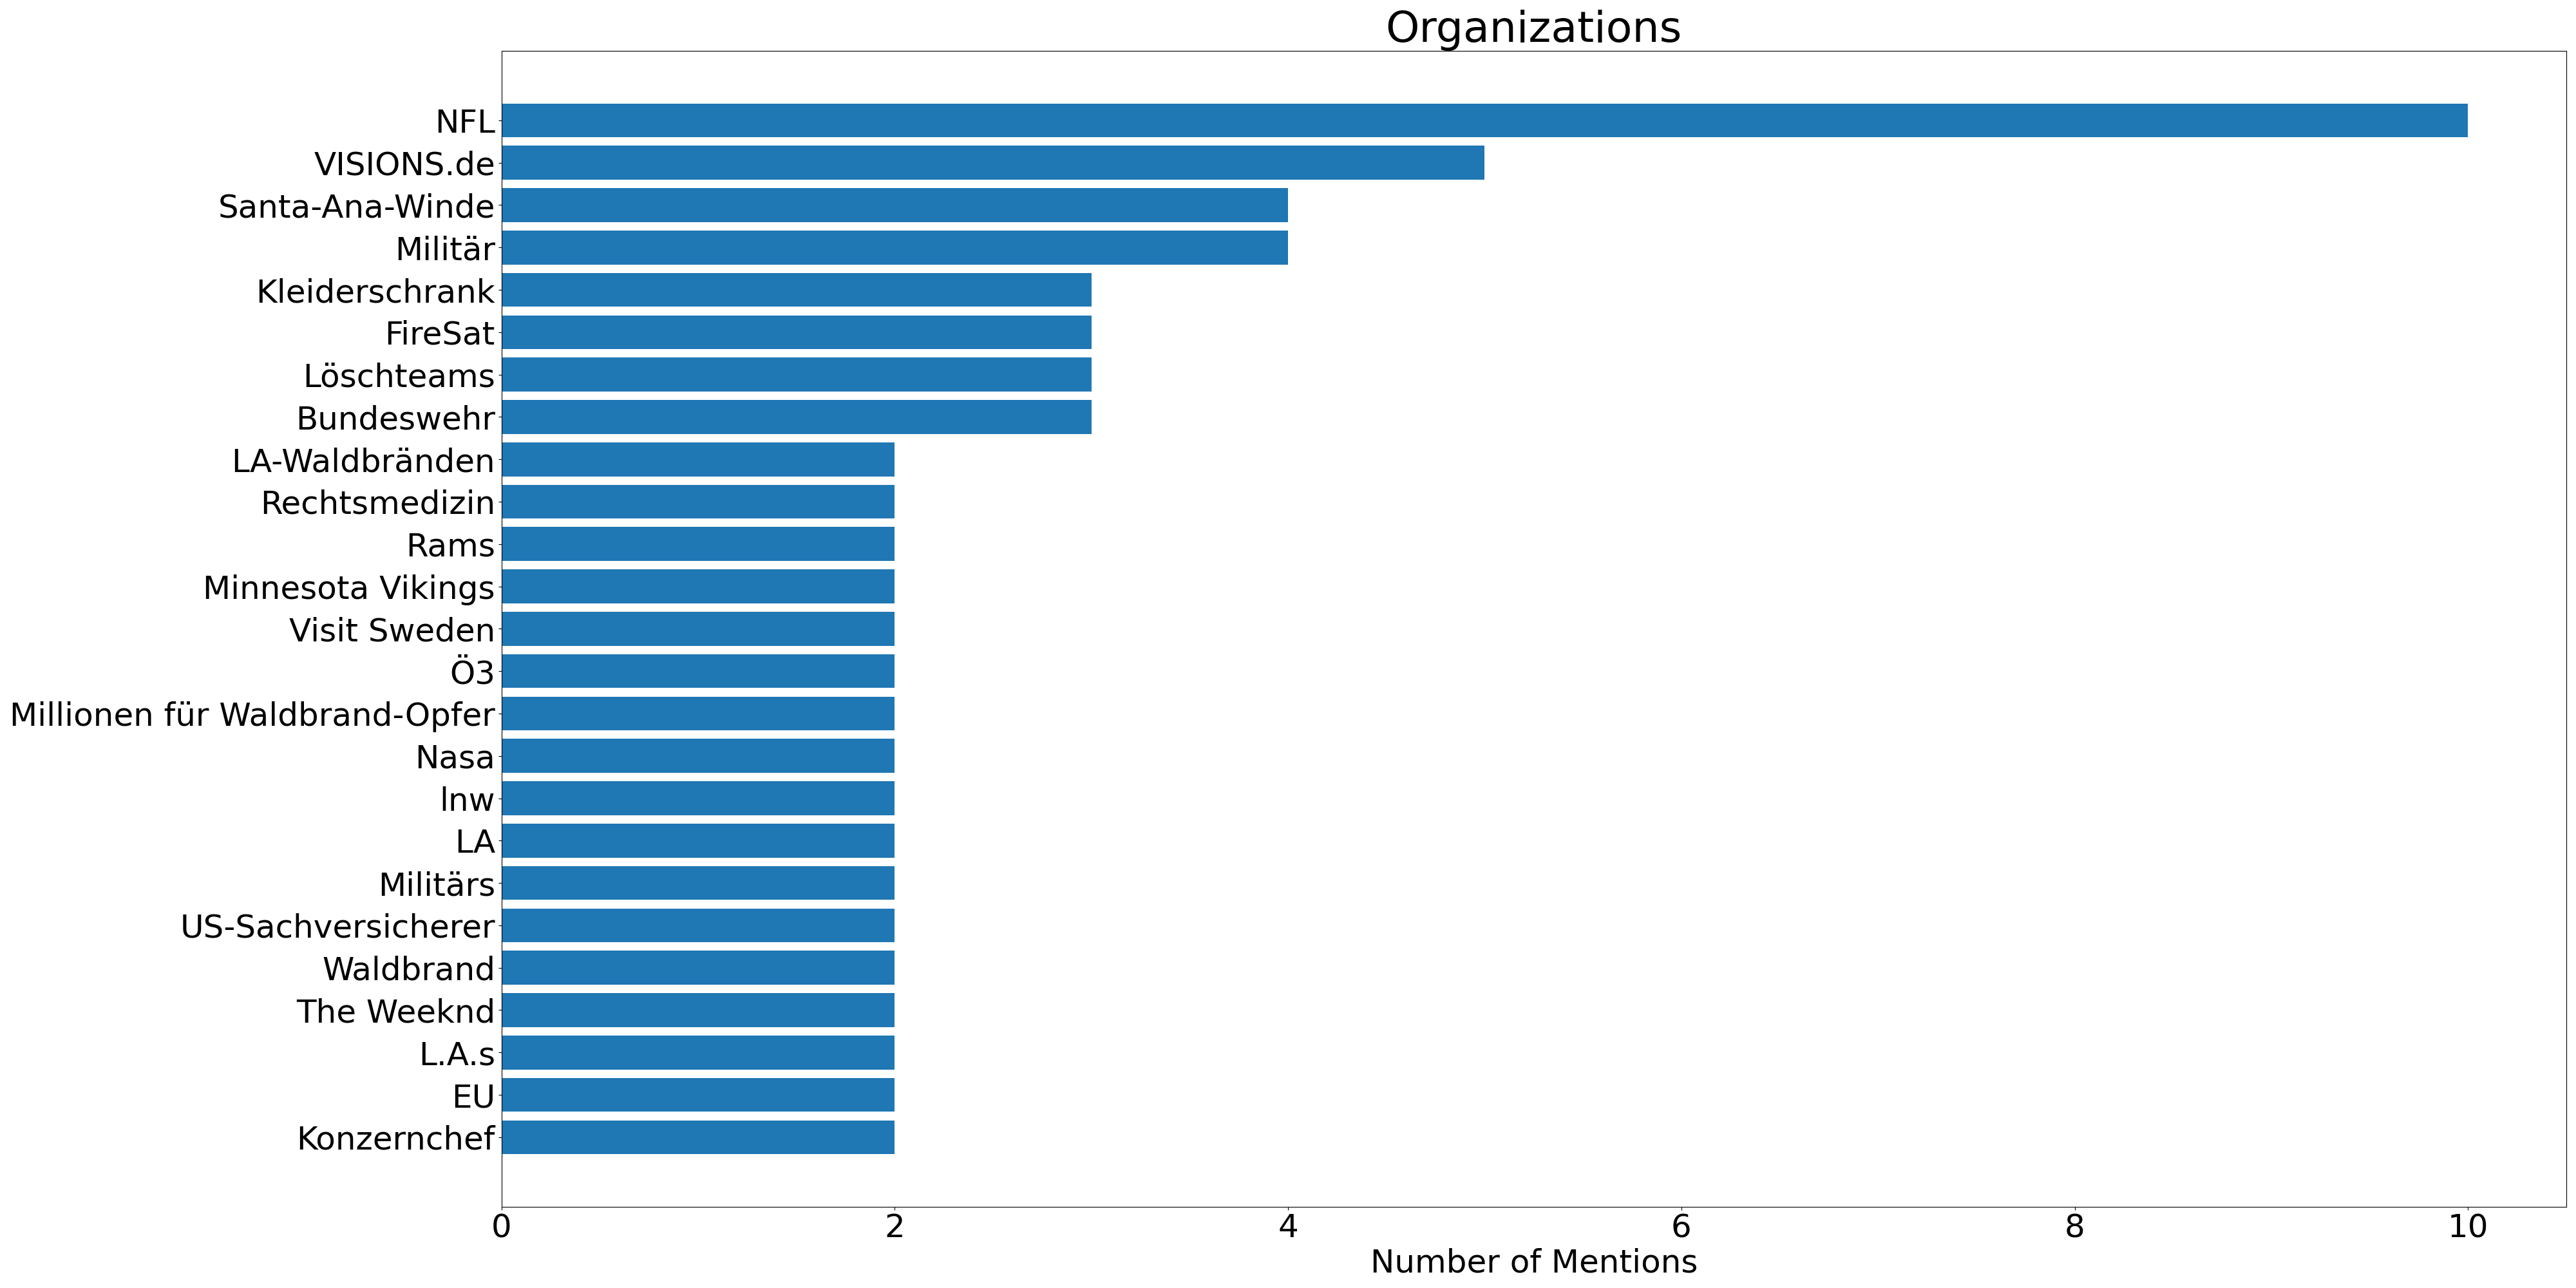 Organizations
NFL
VISIONS.de
Santa-Ana-Winde
Militär
Kleiderschrank
FireSat
Löschteams
Bundeswehr
LA-Waldbränden
Rechtsmedizin
Rams
Minnesota Vikings
Visit Sweden
Ö3
Millionen für Waldbrand-Opfer
Nasa
lnw
LA
Militärs
US-Sachversicherer
Waldbrand
The Weeknd
L.A.s
EU
Konzernchef
0 2 4 6 8 10
Number of Mentions